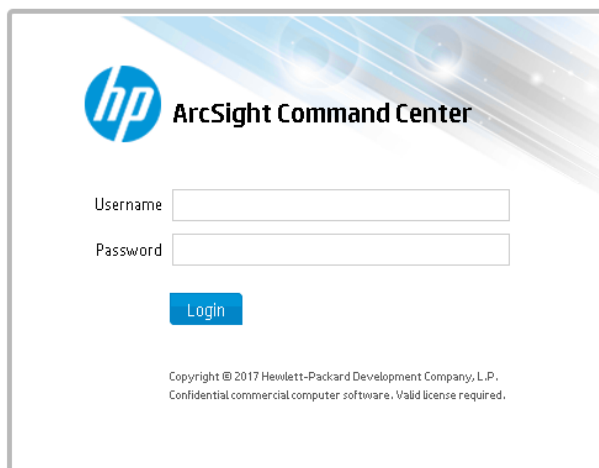 hp
ArcSight Command Center
Username
Password
Login
Copyright © 2017 Hewlett-Packard Development Company, L.P.
Confidential commercial computer software. Valid license required.